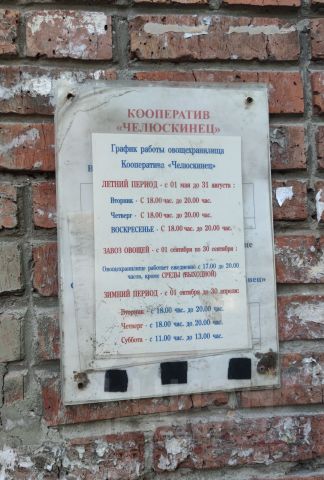 КООПЕРАТИВ
«ЧЕЛЮСКИНЕЦ»
График работы овощехранилища
Кооператива «Челюскинец»
ЛЕТНИЙ ПЕРИОД - с 01 мая до 31 августа :
Вторник - С 18.00 час. до 20.00 час.
Четверг - С 18.00 час. до 20.00 час.
ВОСКРЕСЕНЬЕ - С 18.00 час. до 20.00 час.
ЗАВОЗ ОВОЩЕЙ - с 01 сентября по 30 сентября :
Овощехранилище работает ежедневно с 17.00 до 20.00
часа, кроме СРЕДЫ (ВЫХОДНОЙ)
ЗИМНИЙ ПЕРИОД - с 01 октября до 30 апреля:
Вторник - с 18.00 час. до 20.00 час.
Четверг - с 18.00 час. до 20.00 час.
Суббота - с 11.00 час. до 13.00 час.